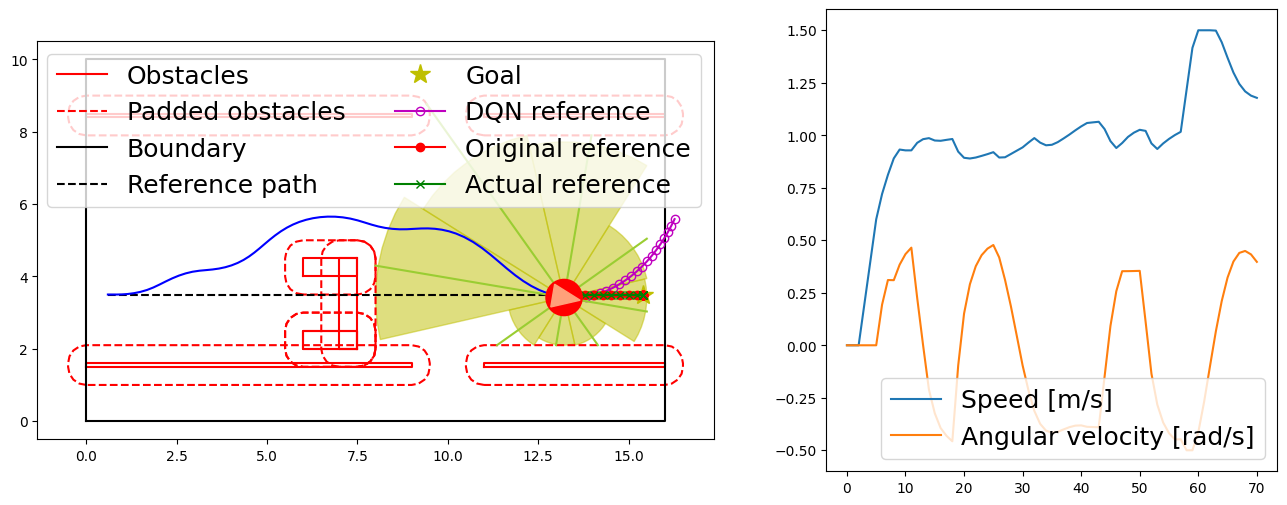 10
8
6
4
2
0
0.0 2.5 5.0 7.5 10.0 12.5 15.0
Obstacles
Padded obstacles
Boundary
Reference path
Goal
DQN reference
Original reference
Actual reference
1.50
1.25
1.00
0.75
0.50
0.25
0.00
−0.25
−0.50
0 10 20 30 40 50 60 70
Speed [m/s]
Angular velocity [rad/s]